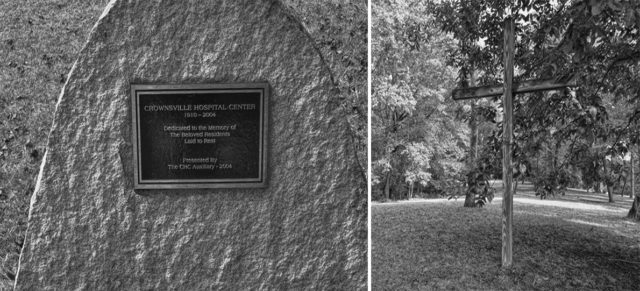 CROWNSVILLE HOSPITAL CENTER
1910 - 2004
Dedicated to the Memory of
The Beloved Residents
Laid to Rest
Presented by
The CHC Auxiliary - 2004